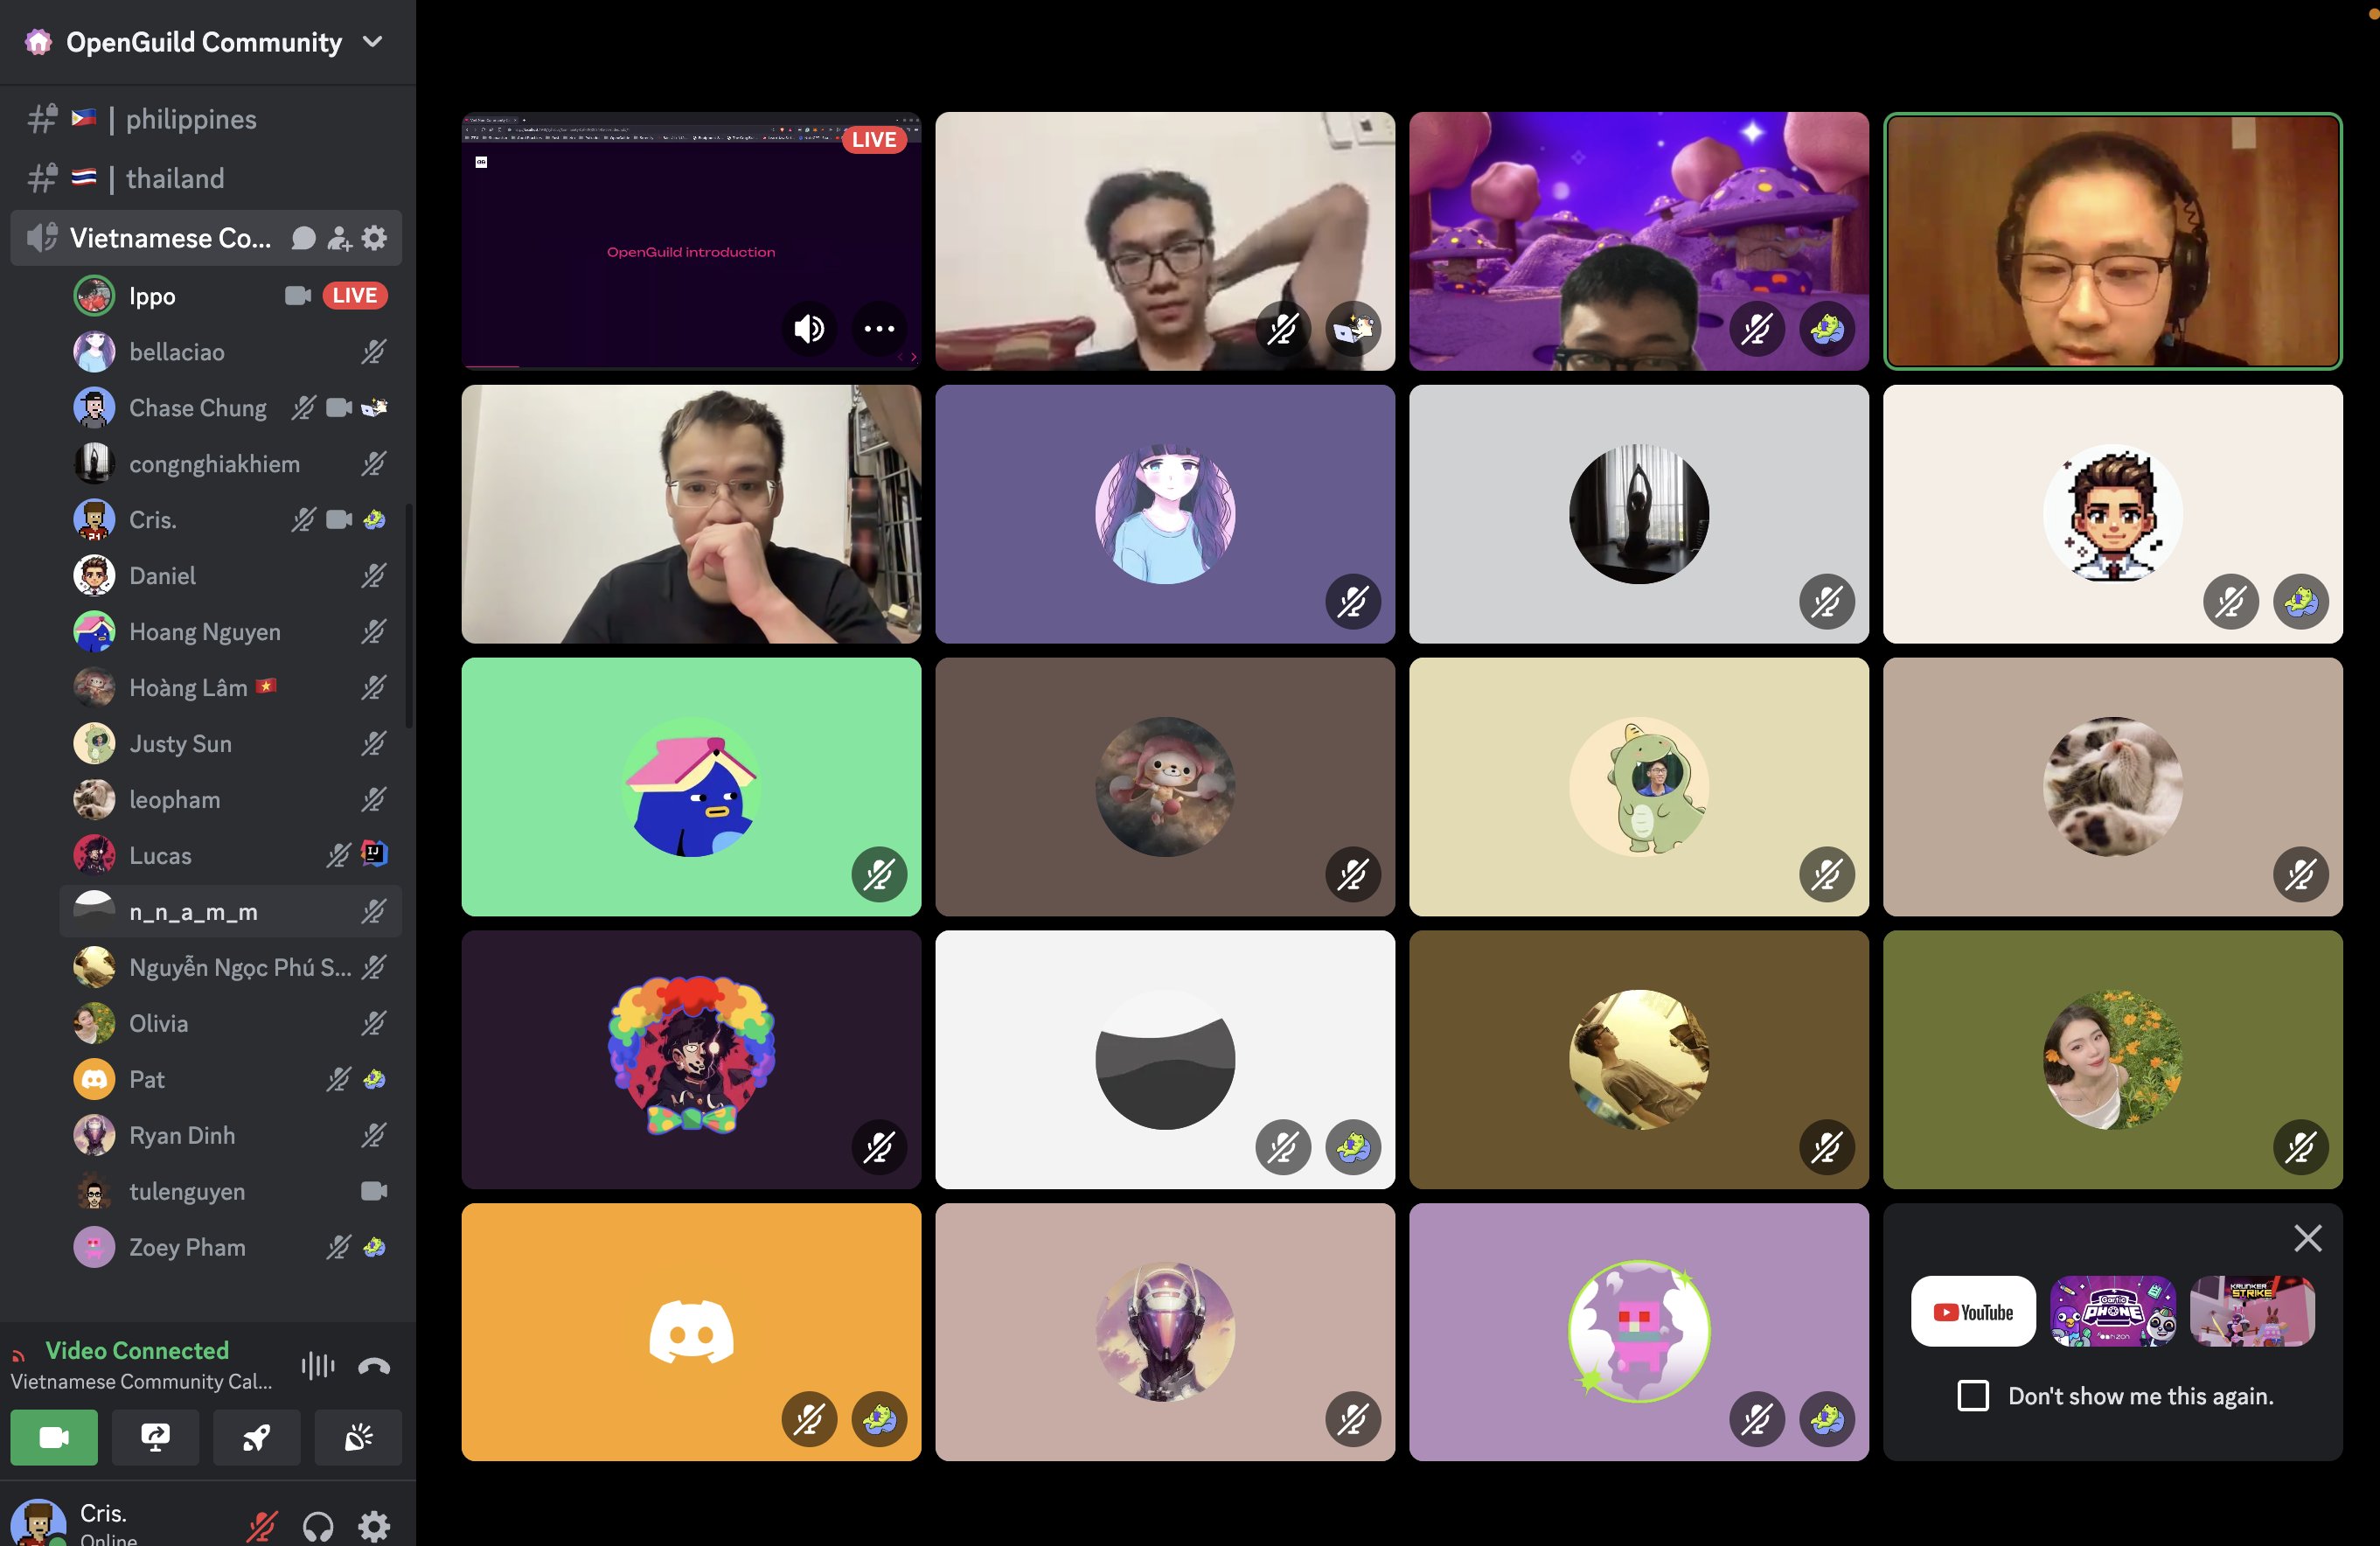 OpenGuild Community
🇵🇭 | philippines
🇹🇭 | thailand
Vietnamese Co...
Ippo
LIVE
bellaciao
Chase Chung
congnghiakhiem
Cris.
Daniel
Hoang Nguyen
Hoàng Lâm 🇻🇳
Justy Sun
leopham
Lucas
IJ
n_n_a_m_m
Nguyễn Ngọc Phú S...
Olivia
Pat
Ryan Dinh
tulenguyen
Zoey Pham
Video Connected
Vietnamese Community Cal...
Cris.
Online
LIVE
OpenGuild introduction
YouTube
Gartic
PHONE
KRUNKER
STRIKE
Don't show me this again.